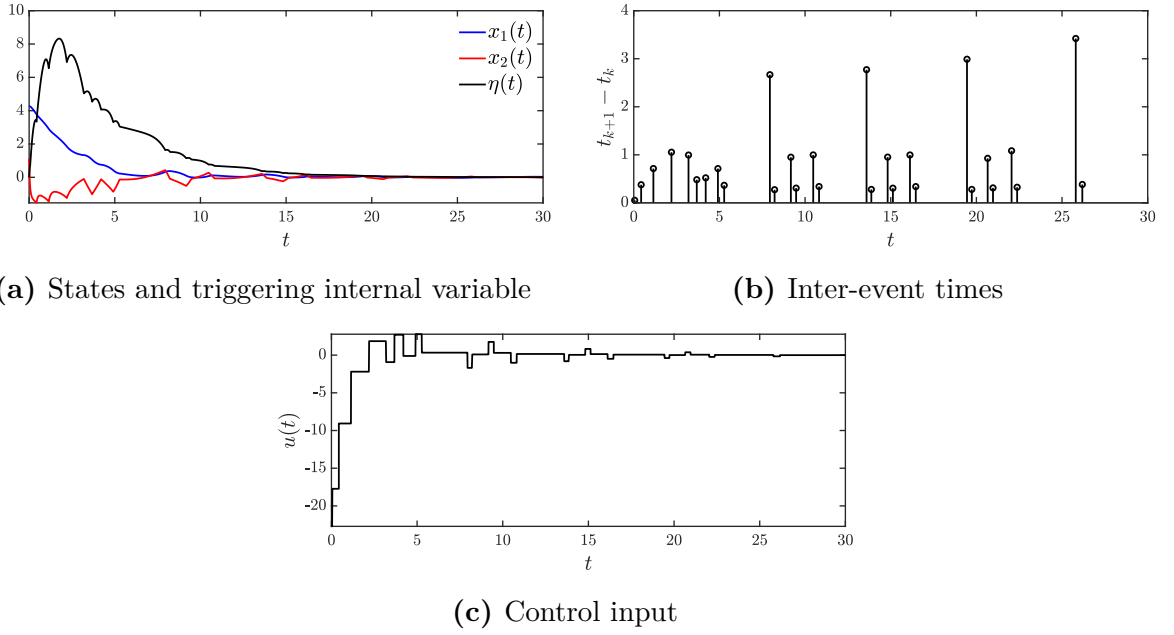 10
8
6
4
2
0
x₁(t)
x₂(t)
η(t)
0 5 10 15 20 25 30
t
4
3
2
1
0
t_{k+1} − t_k
0 5 10 15 20 25 30
t
(a) States and triggering internal variable
(b) Inter-event times
0
-5
-10
-15
-20
u(t)
0 5 10 15 20 25 30
t
(c) Control input